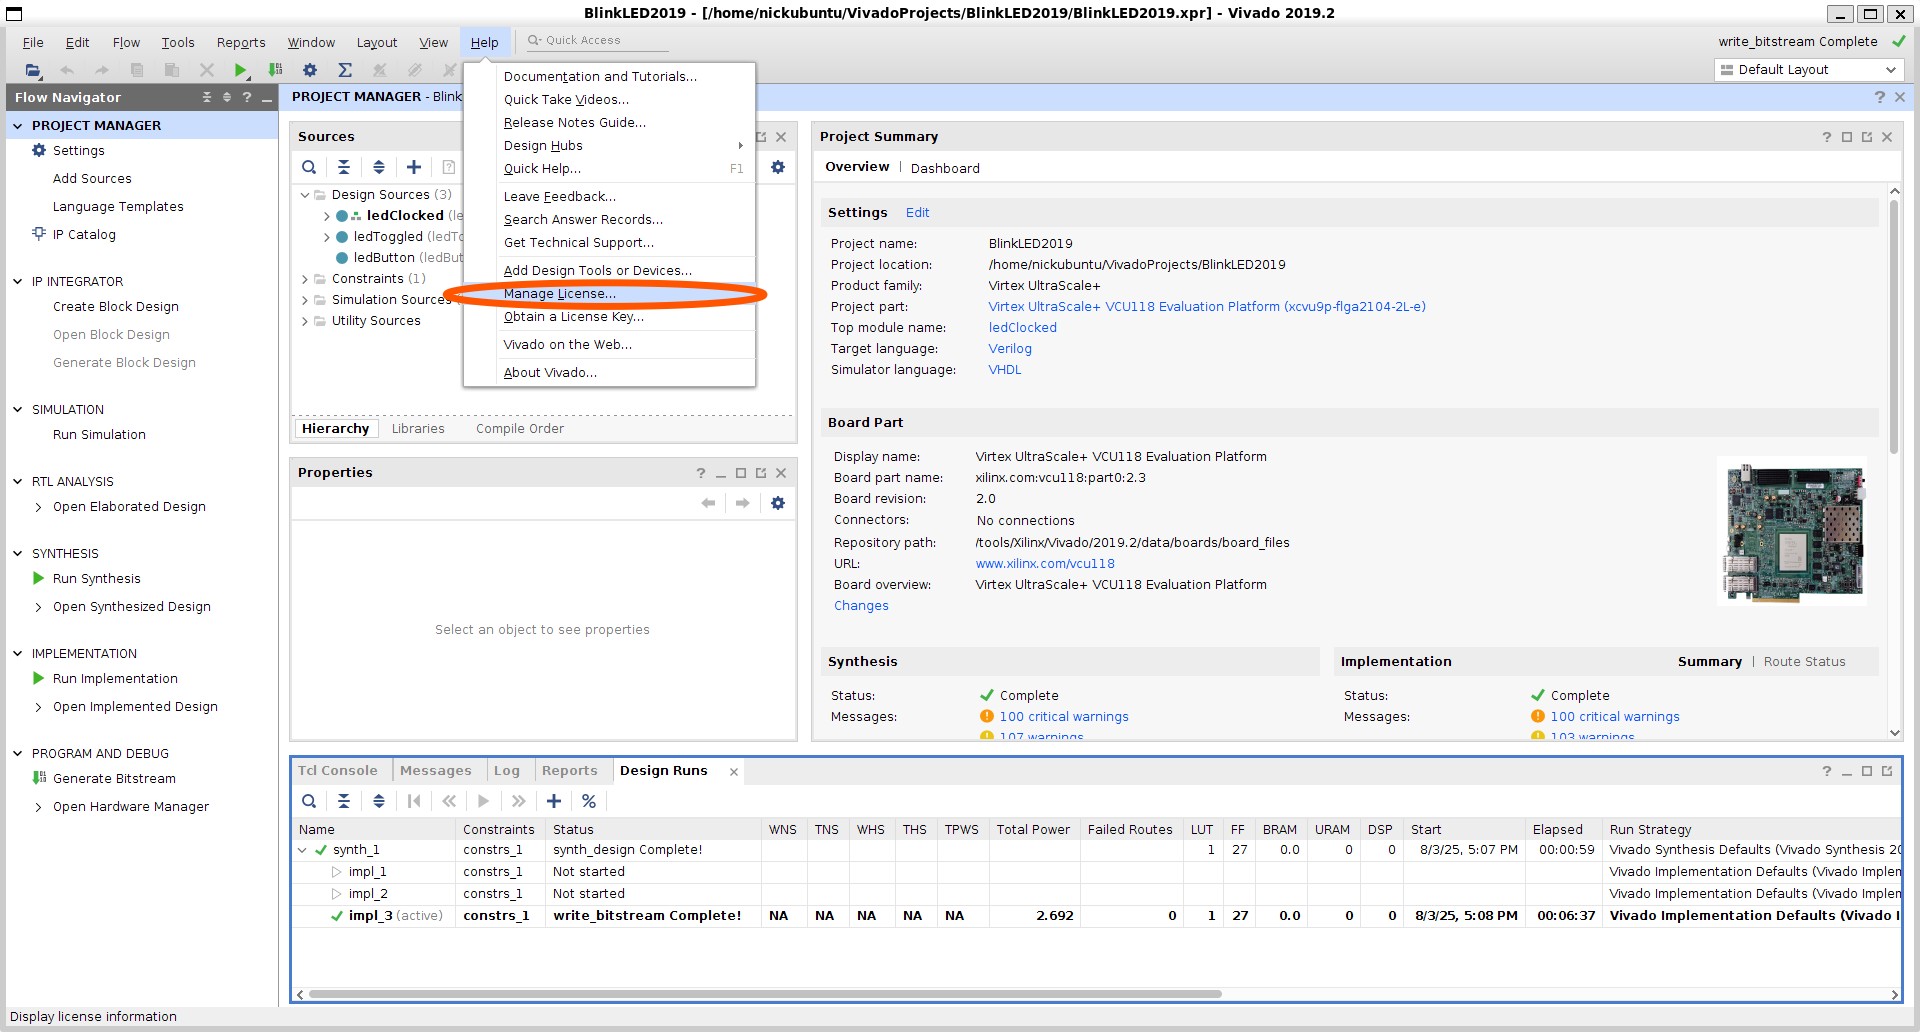 BlinkLED2019 - [/home/nickubuntu/VivadoProjects/BlinkLED2019/BlinkLED2019.xpr] - Vivado 2019.2
File Edit Flow Tools Reports Window Layout View Help Quick Access write_bitstream Complete
Default Layout
Flow Navigator
PROJECT MANAGER
Settings
Add Sources
Language Templates
IP Catalog
IP INTEGRATOR
Create Block Design
Open Block Design
Generate Block Design
SIMULATION
Run Simulation
RTL ANALYSIS
Open Elaborated Design
SYNTHESIS
Run Synthesis
Open Synthesized Design
IMPLEMENTATION
Run Implementation
Open Implemented Design
PROGRAM AND DEBUG
Generate Bitstream
Open Hardware Manager
PROJECT MANAGER - Blink
Documentation and Tutorials...
Quick Take Videos...
Release Notes Guide...
Design Hubs
Quick Help... F1
Leave Feedback...
Search Answer Records...
Get Technical Support...
Add Design Tools or Devices...
Manage License...
Obtain a License Key...
Vivado on the Web...
About Vivado...
Sources
Design Sources (3)
ledClocked (le
ledToggled (ledTo
ledButton (ledBut
Constraints (1)
Simulation Sources
Utility Sources
Hierarchy Libraries Compile Order
Properties
Select an object to see properties
Project Summary
Overview | Dashboard
Settings Edit
Project name: BlinkLED2019
Project location: /home/nickubuntu/VivadoProjects/BlinkLED2019
Product family: Virtex UltraScale+
Project part: Virtex UltraScale+ VCU118 Evaluation Platform (xcvu9p-flga2104-2L-e)
Top module name: ledClocked
Target language: Verilog
Simulator language: VHDL
Board Part
Display name: Virtex UltraScale+ VCU118 Evaluation Platform
Board part name: xilinx.com:vcu118:part0:2.3
Board revision: 2.0
Connectors: No connections
Repository path: /tools/Xilinx/Vivado/2019.2/data/boards/board_files
URL: www.xilinx.com/vcu118
Board overview: Virtex UltraScale+ VCU118 Evaluation Platform
Changes
Synthesis
Status: Complete
Messages: 100 critical warnings
107 warnings
Implementation Summary | Route Status
Status: Complete
Messages: 100 critical warnings
103 warnings
Tcl Console Messages Log Reports Design Runs
Name Constraints Status WNS TNS WHS THS TPWS Total Power Failed Routes LUT FF BRAM URAM DSP Start Elapsed Run Strategy
synth_1 constrs_1 synth_design Complete! 1 27 0.0 0 0 8/3/25, 5:07 PM 00:00:59 Vivado Synthesis Defaults (Vivado Synthesis 20
impl_1 constrs_1 Not started Vivado Implementation Defaults (Vivado Implem
impl_2 constrs_1 Not started Vivado Implementation Defaults (Vivado Implem
impl_3 (active) constrs_1 write_bitstream Complete! NA NA NA NA NA 2.692 0 1 27 0.0 0 0 8/3/25, 5:08 PM 00:06:37 Vivado Implementation Defaults (Vivado I
Display license information